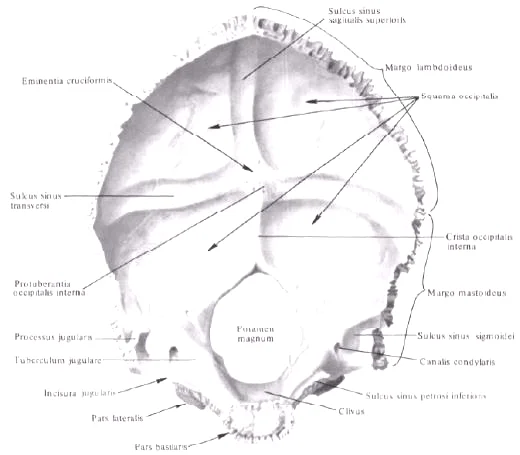 Sulcus sinus
sagittalis superioris
Margo lambdoideus
Eminentia cruciformis
Squama occipitalis
Sulcus sinus
transversi
Crista occipitalis
interna
Protuberantia
occipitalis interna
Margo mastoideus
Foramen
magnum
Processus jugularis
Sulcus sinus sigmoidei
Tuberculum jugulare
Canalis condylaris
Incisura jugularis
Sulcus sinus petrosi inferioris
Pars lateralis
Clivus
Pars basilaris